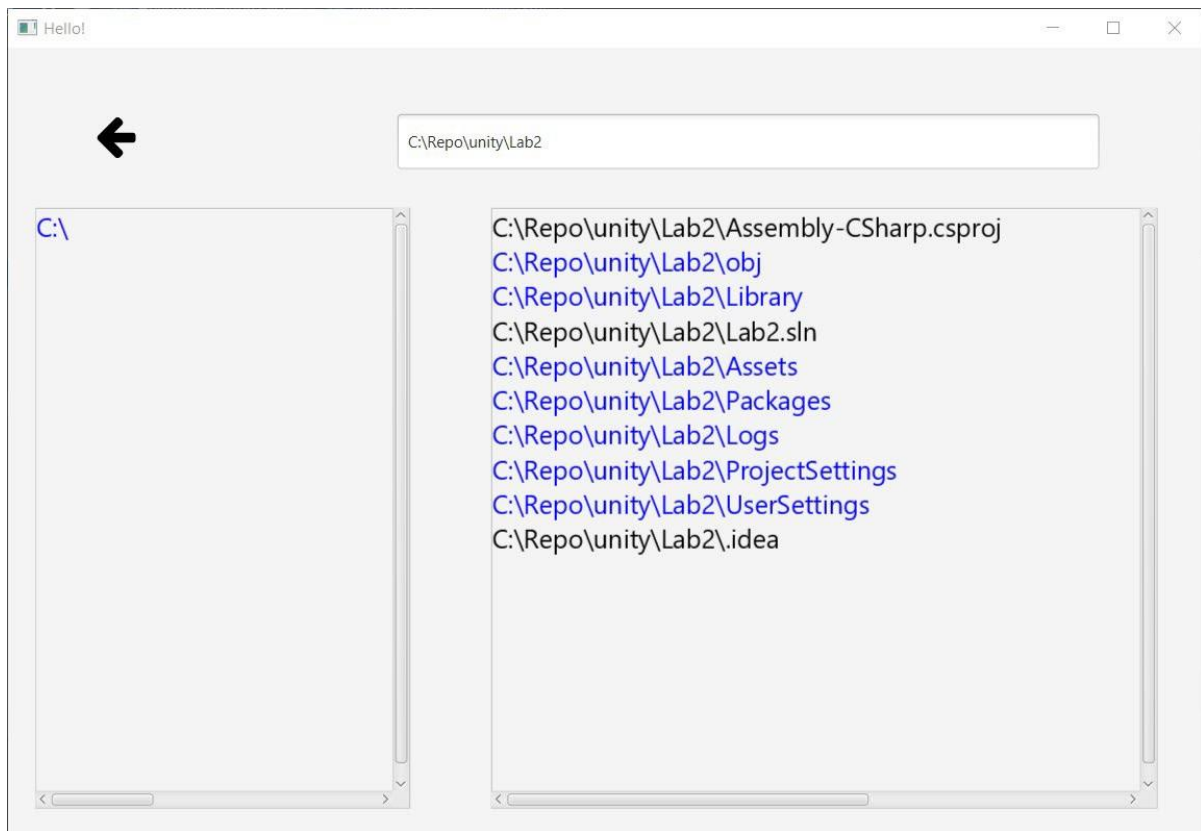 Hello!
C:\Repo\unity\Lab2
C:\
C:\Repo\unity\Lab2\Assembly-CSharp.csproj
C:\Repo\unity\Lab2\obj
C:\Repo\unity\Lab2\Library
C:\Repo\unity\Lab2\Lab2.sln
C:\Repo\unity\Lab2\Assets
C:\Repo\unity\Lab2\Packages
C:\Repo\unity\Lab2\Logs
C:\Repo\unity\Lab2\ProjectSettings
C:\Repo\unity\Lab2\UserSettings
C:\Repo\unity\Lab2\.idea